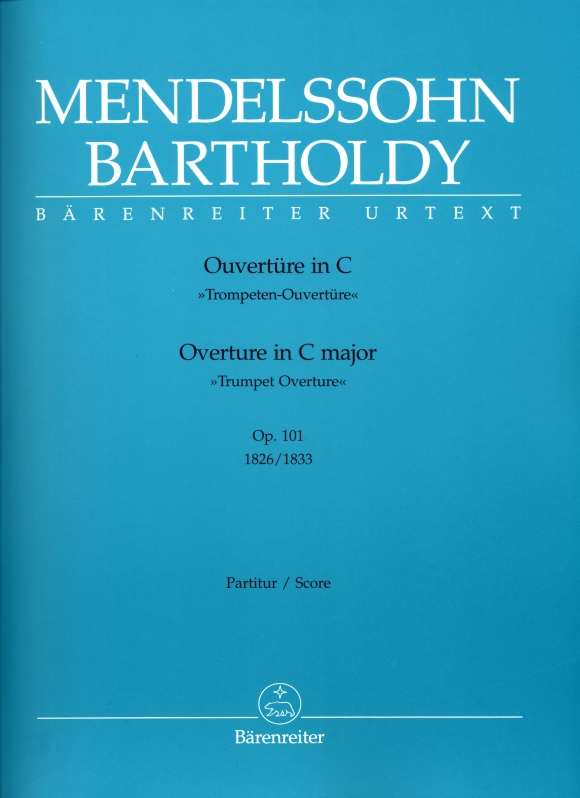 MENDELSSOHN
BARTHOLDY
BÄRENREITER URTEXT
Ouvertüre in C
»Trompeten-Ouvertüre«
Overture in C major
»Trumpet Overture«
Op. 101
1826/1833
Partitur / Score
Bärenreiter